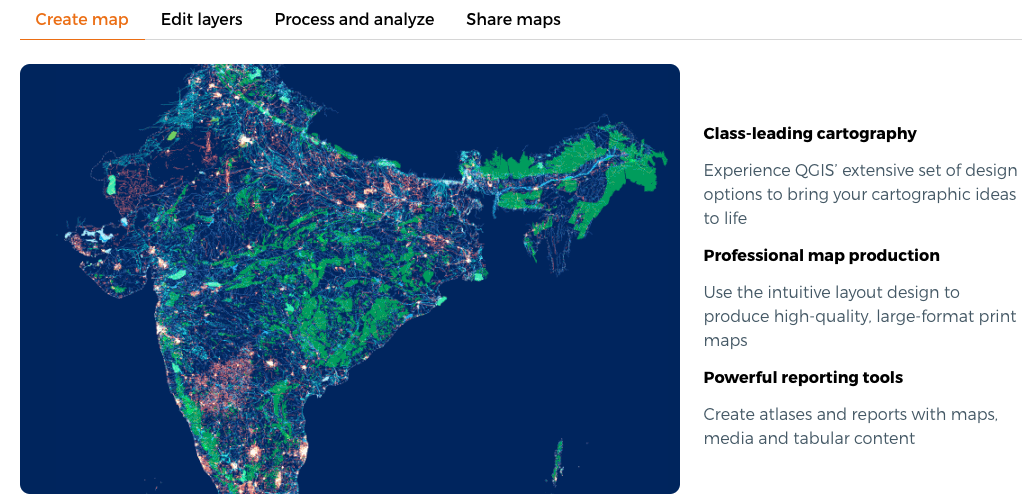 Create map Edit layers Process and analyze Share maps
Class-leading cartography
Experience QGIS’ extensive set of design
options to bring your cartographic ideas
to life
Professional map production
Use the intuitive layout design to
produce high-quality, large-format print
maps
Powerful reporting tools
Create atlases and reports with maps,
media and tabular content